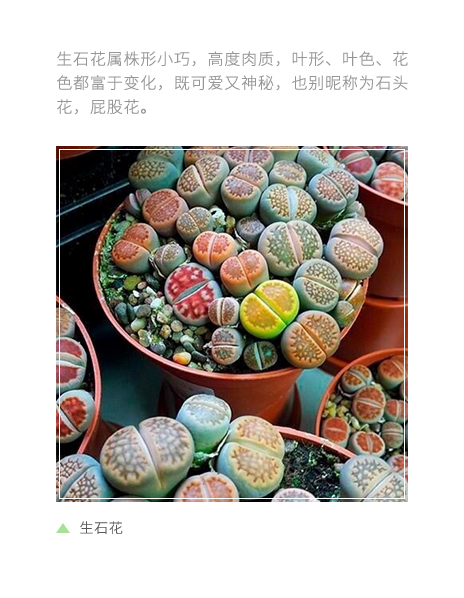 生石花属株形小巧，高度肉质，叶形、叶色、花
色都富于变化，既可爱又神秘，也别昵称为石头
花，屁股花。
生石花